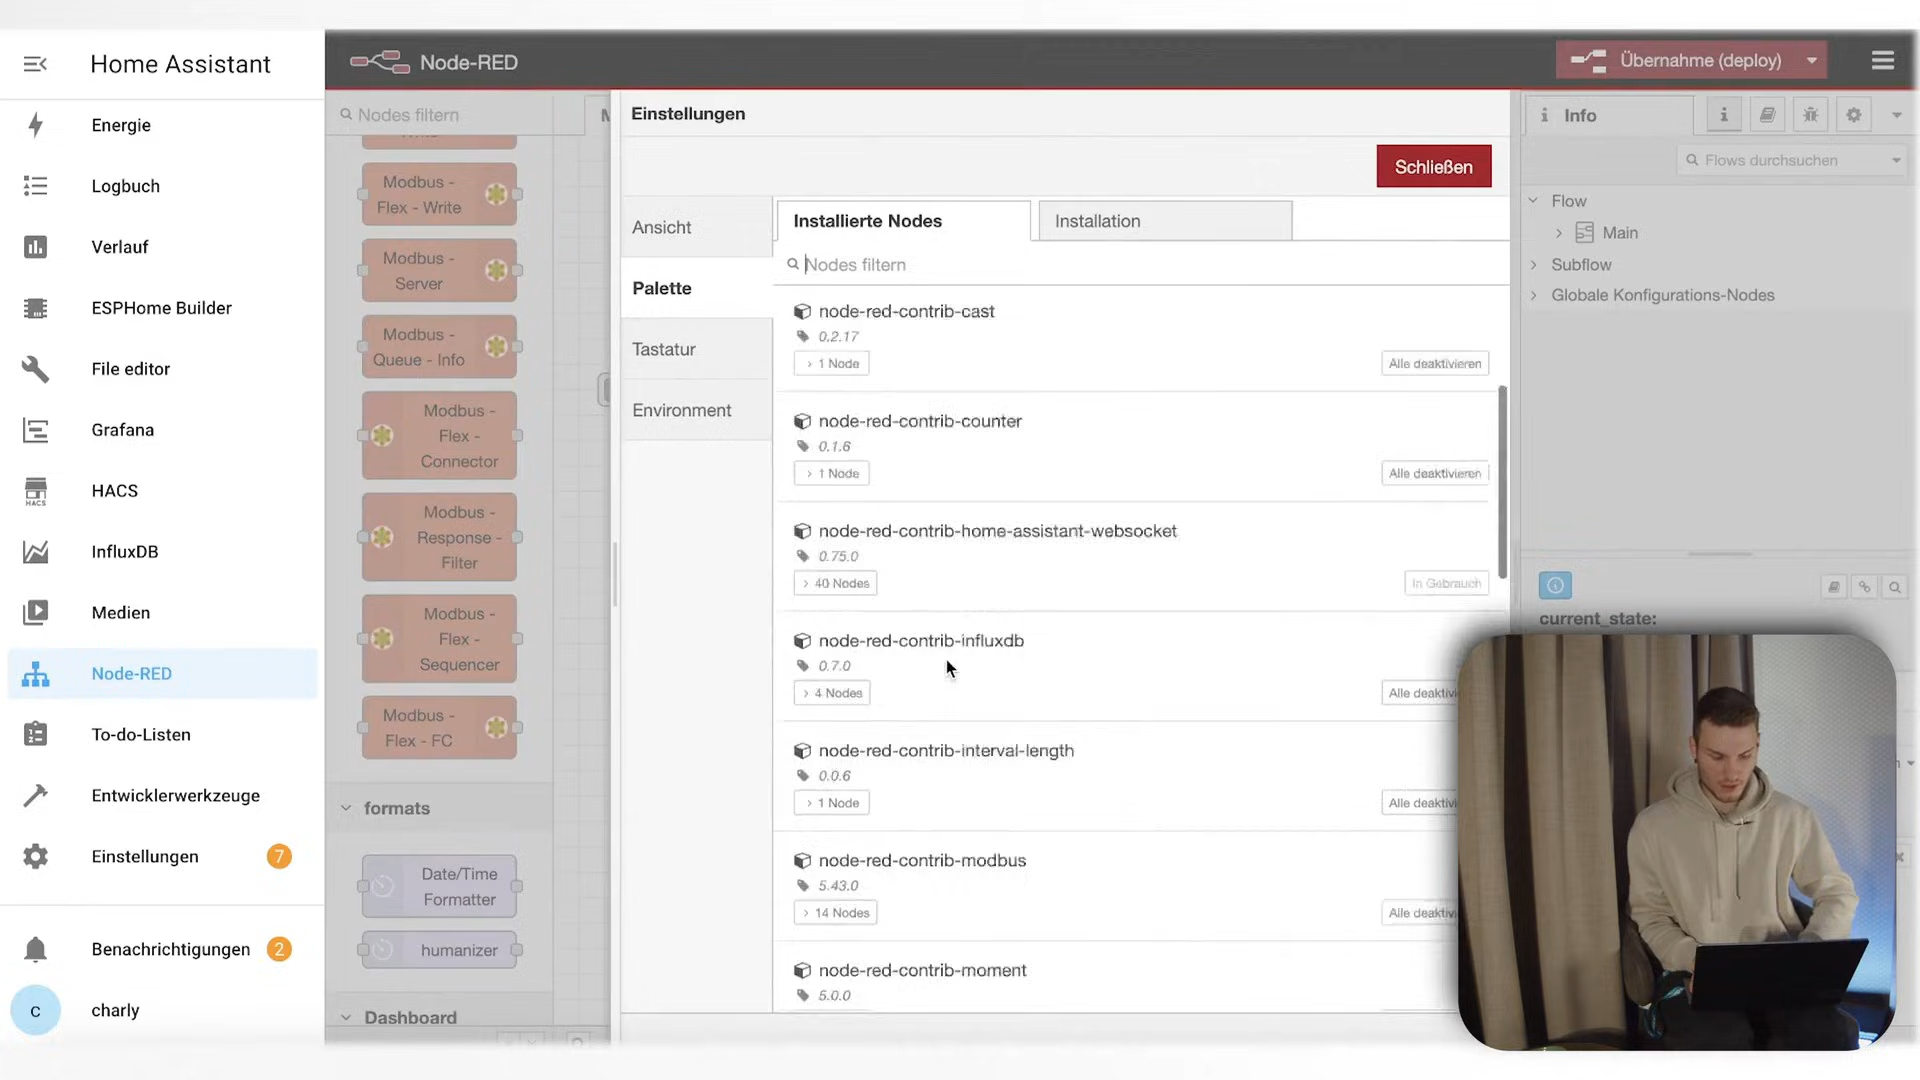 Home Assistant
Energie
Logbuch
Verlauf
ESPHome Builder
File editor
Grafana
HACS
HACS
InfluxDB
Medien
Node-RED
To-do-Listen
Entwicklerwerkzeuge
Einstellungen
7
Benachrichtigungen
2
C
charly
Node-RED
Übernahme (deploy)
Nodes filtern
Modbus -
Flex - Write
Modbus -
Server
Modbus -
Queue - Info
Modbus -
Flex -
Connector
Modbus -
Response -
Filter
Modbus -
Flex -
Sequencer
Modbus -
Flex - FC
formats
Date/Time
Formatter
humanizer
Dashboard
Einstellungen
Schließen
Ansicht
Palette
Tastatur
Environment
Installierte Nodes
Installation
Nodes filtern
node-red-contrib-cast
0.2.17
1 Node
Alle deaktivieren
node-red-contrib-counter
0.1.6
1 Node
Alle deaktivieren
node-red-contrib-home-assistant-websocket
0.75.0
40 Nodes
In Gebrauch
node-red-contrib-influxdb
0.7.0
4 Nodes
Alle deaktivi
node-red-contrib-interval-length
0.0.6
1 Node
Alle deaktivi
node-red-contrib-modbus
5.43.0
14 Nodes
Alle deaktivi
node-red-contrib-moment
5.0.0
i Info
Flows durchsuchen
Flow
Main
Subflow
Globale Konfigurations-Nodes
current_state: